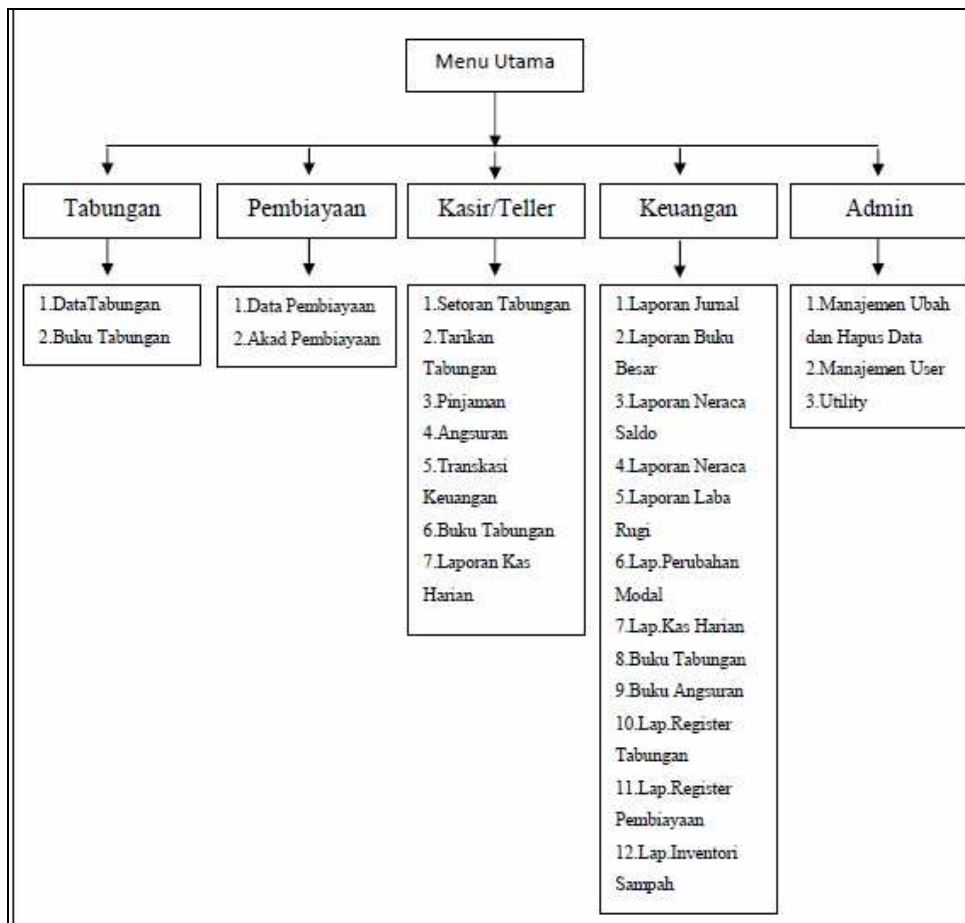 Menu Utama
Tabungan
Pembiayaan
Kasir/Teller
Keuangan
Admin
1.DataTabungan
2.Buku Tabungan
1.Data Pembiayaan
2.Akad Pembiayaan
1.Setoran Tabungan
2.Tarikan
Tabungan
3.Pinjaman
4.Angsuran
5.Transkasi
Keuangan
6.Buku Tabungan
7.Laporan Kas
Harian
1.Laporan Jurnal
2.Laporan Buku
Besar
3.Laporan Neraca
Saldo
4.Laporan Neraca
5.Laporan Laba
Rugi
6.Lap.Perubahan
Modal
7.Lap.Kas Harian
8.Buku Tabungan
9.Buku Angsuran
10.Lap.Register
Tabungan
11.Lap.Register
Pembiayaan
12.Lap.Inventori
Sampah
1.Manajemen Ubah
dan Hapus Data
2.Manajemen User
3.Utility